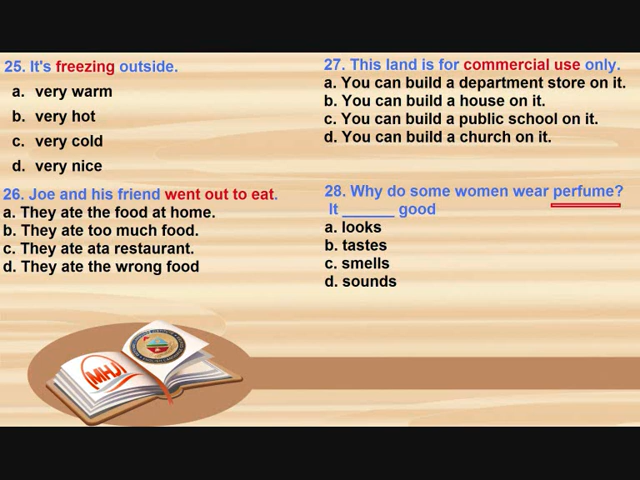 25. It's freezing outside.
a. very warm
b. very hot
c. very cold
d. very nice
26. Joe and his friend went out to eat.
a. They ate the food at home.
b. They ate too much food.
c. They ate ata restaurant.
d. They ate the wrong food
27. This land is for commercial use only.
a. You can build a department store on it.
b. You can build a house on it.
c. You can build a public school on it.
d. You can build a church on it.
28. Why do some women wear perfume?
It ______ good
a. looks
b. tastes
c. smells
d. sounds
MHJ